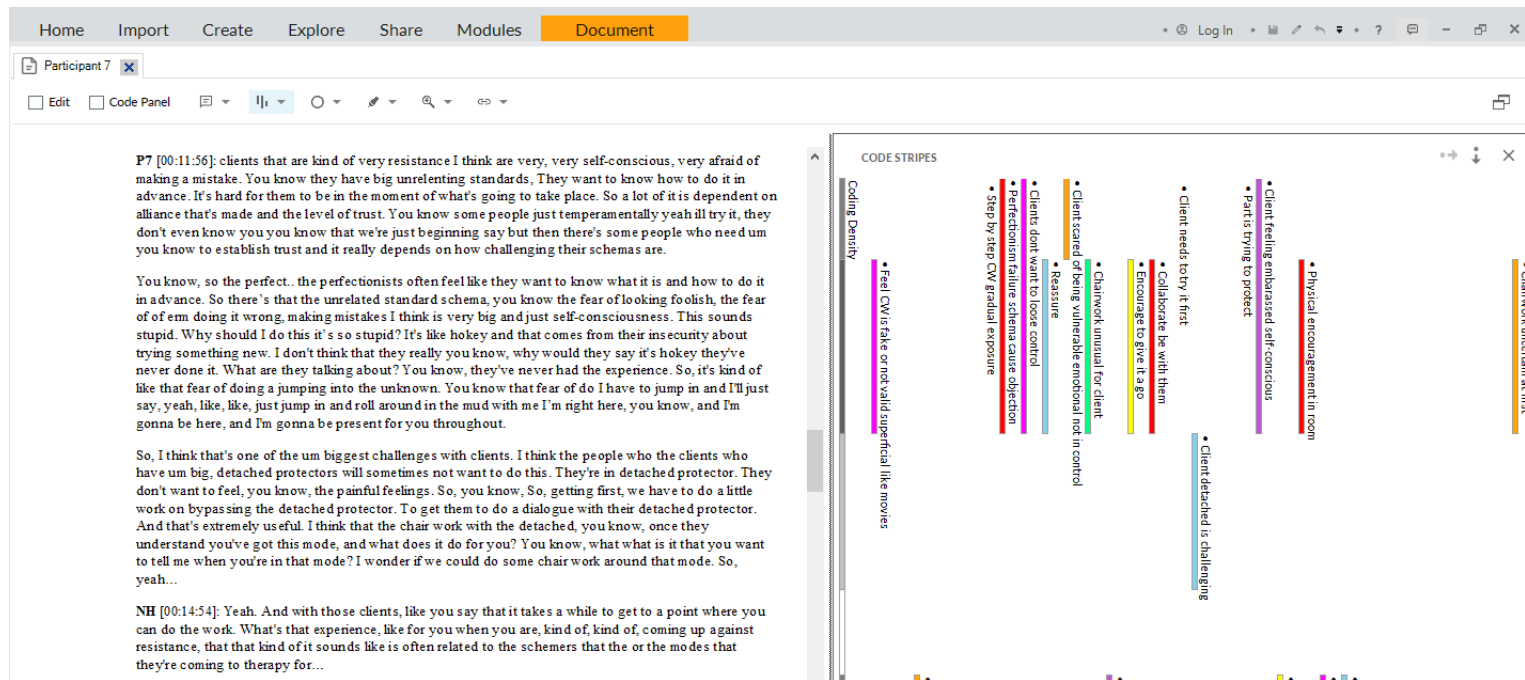 Home Import Create Explore Share Modules Document Log In ?
Participant 7
Edit Code Panel
P7 [00:11:56]: clients that are kind of very resistance I think are very, very self-conscious, very afraid of
making a mistake. You know they have big unrelenting standards, They want to know how to do it in
advance. It's hard for them to be in the moment of what's going to take place. So a lot of it is dependent on
alliance that's made and the level of trust. You know some people just temperamentally yeah ill try it, they
don't even know you you know that we're just beginning say but then there's some people who need um
you know to establish trust and it really depends on how challenging their schemas are.
You know, so the perfect.. the perfectionists often feel like they want to know what it is and how to do it
in advance. So there's that the unrelated standard schema, you know the fear of looking foolish, the fear
of of erm doing it wrong, making mistakes I think is very big and just self-consciousness. This sounds
stupid. Why should I do this it's so stupid? It's like hokey and that comes from their insecurity about
trying something new. I don't think that they really you know, why would they say it's hokey they've
never done it. What are they talking about? You know, they've never had the experience. So, it's kind of
like that fear of doing a jumping into the unknown. You know that fear of do I have to jump in and I'll just
say, yeah, like, like, just jump in and roll around in the mud with me I'm right here, you know, and I'm
gonna be here, and I'm gonna be present for you throughout.
So, I think that's one of the um biggest challenges with clients. I think the people who the clients who
have um big, detached protectors will sometimes not want to do this. They're in detached protector. They
don't want to feel, you know, the painful feelings. So, you know, So, getting first, we have to do a little
work on bypassing the detached protector. To get them to do a dialogue with their detached protector.
And that's extremely useful. I think that the chair work with the detached, you know, once they
understand you've got this mode, and what does it do for you? You know, what what is it that you want
to tell me when you're in that mode? I wonder if we could do some chair work around that mode. So,
yeah...
NH [00:14:54]: Yeah. And with those clients, like you say that it takes a while to get to a point where you
can do the work. What's that experience, like for you when you are, kind of, kind of, coming up against
resistance, that that kind of it sounds like is often related to the schemers that the or the modes that
they're coming to therapy for...
CODE STRIPES
Coding Density
• Feel CW is fake or not valid superficial like movies
• Step by step CW gradual exposure
• Perfectionism failure schema cause objection
• Clients dont want to loose control
• Reassure
• Client scared of being vulnerable emotional not in control
• Chairwork unusual for client
• Encourage to give it a go
• Collaborate be with them
• Client needs to try it first
• Client detached is challenging
• Part is trying to protect
• Client feeling embarassed self-conscious
• Physical encouragement in room